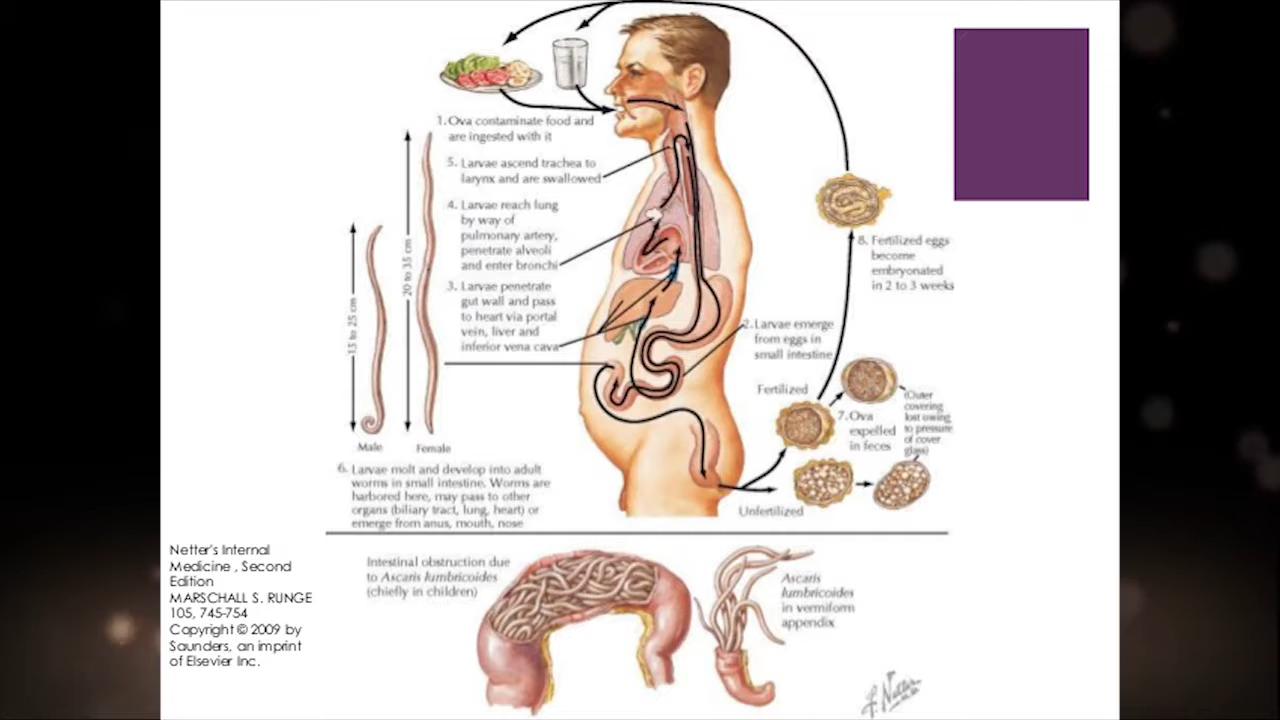 1. Ova contaminate food and
are ingested with it
5. Larvae ascend trachea to
larynx and are swallowed
4. Larvae reach lung
by way of
pulmonary artery,
penetrate alveoli
and enter bronchi
3. Larvae penetrate
gut wall and pass
to heart via portal
vein, liver and
inferior vena cava
2. Larvae emerge
from eggs in
small intestine
8. Fertilized eggs
become
embryonated
in 2 to 3 weeks
Fertilized
7. Ova
expelled
in feces
(Outer
covering
lost owing
to pressure
of cover
glass)
Unfertilized
15 to 25 cm
20 to 35 cm
Male
Female
6. Larvae molt and develop into adult
worms in small intestine. Worms are
harbored here, may pass to other
organs (biliary tract, lung, heart) or
emerge from anus, mouth, nose
Netter's Internal
Medicine , Second
Edition
MARSCHALL S. RUNGE
105, 745-754
Copyright © 2009 by
Saunders, an imprint
of Elsevier Inc.
Intestinal obstruction due
to Ascaris lumbricoides
(chiefly in children)
Ascaris
lumbricoides
in vermiform
appendix
F. Netter